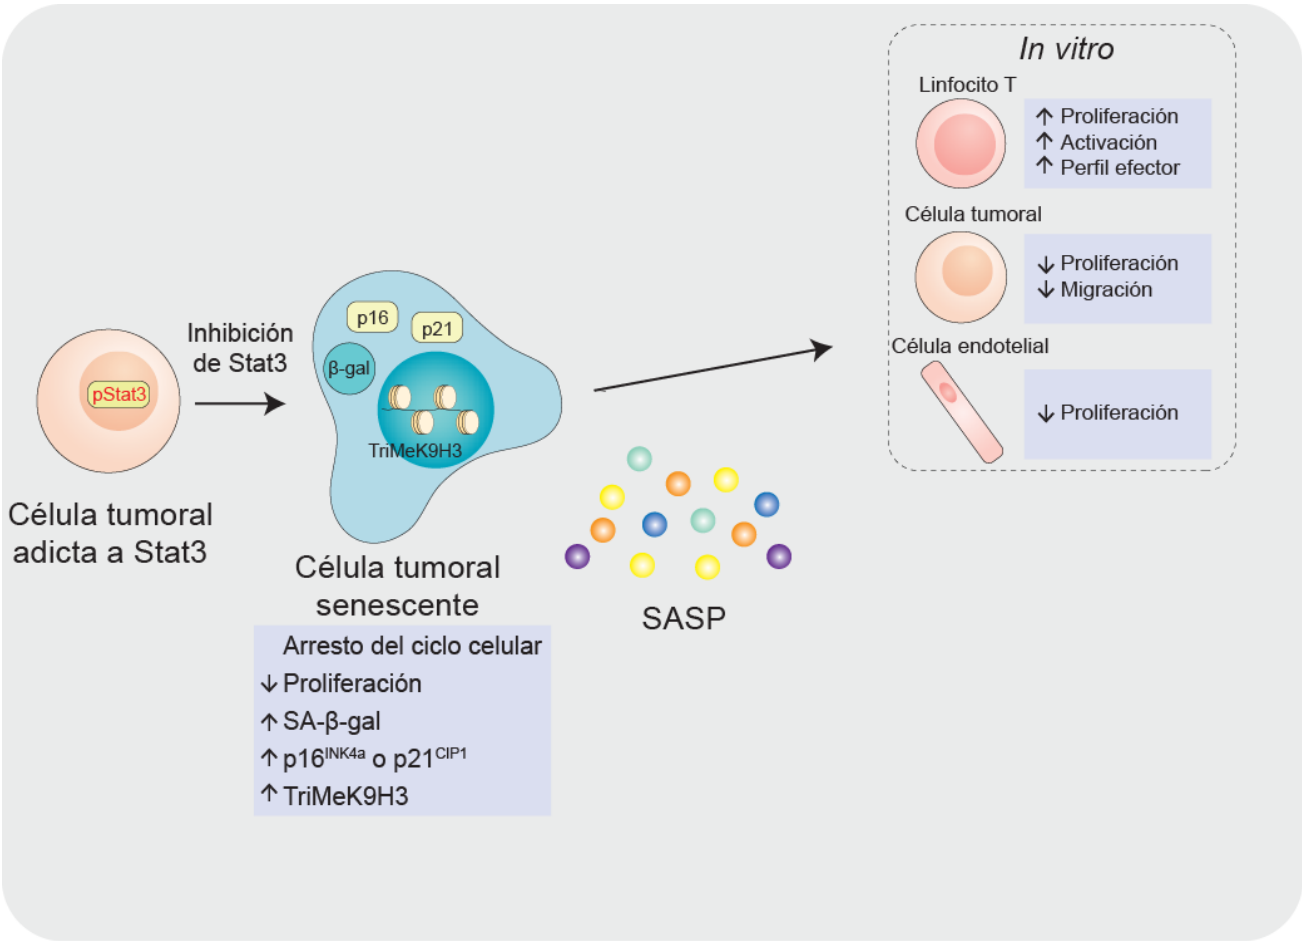 In vitro
Linfocito T
↑ Proliferación
↑ Activación
↑ Perfil efector
Célula tumoral
↓ Proliferación
↓ Migración
Célula endotelial
↓ Proliferación
pStat3
Célula tumoral
adicta a Stat3
Inhibición
de Stat3
p16
p21
β-gal
TriMeK9H3
Célula tumoral
senescente
Arresto del ciclo celular
↓ Proliferación
↑ SA-β-gal
↑ p16INK4a o p21CIP1
↑ TriMeK9H3
SASP